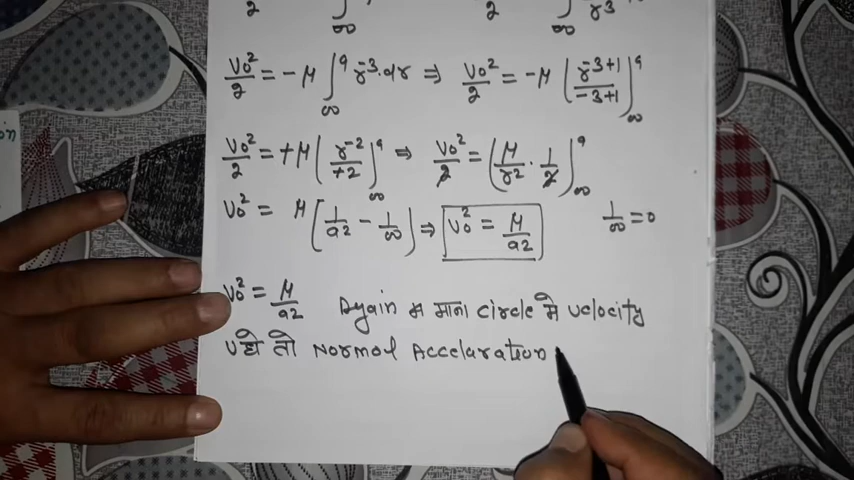 V₀²/2 = -μ ∫_∞^a r⁻³·dr ⇒ V₀²/2 = -μ (r⁻³⁺¹/-3+1)_∞^a
V₀²/2 = +μ (r⁻²/+2)_∞^a ⇒ V₀²/2 = (μ/r² · 1/2)_∞^a
V₀² = μ [1/a² - 1/∞] ⇒ V₀² = μ/a² 1/∞ = 0
V₀² = μ/a² Again म माना circle मे velocity
v है तो Normal Accelaration